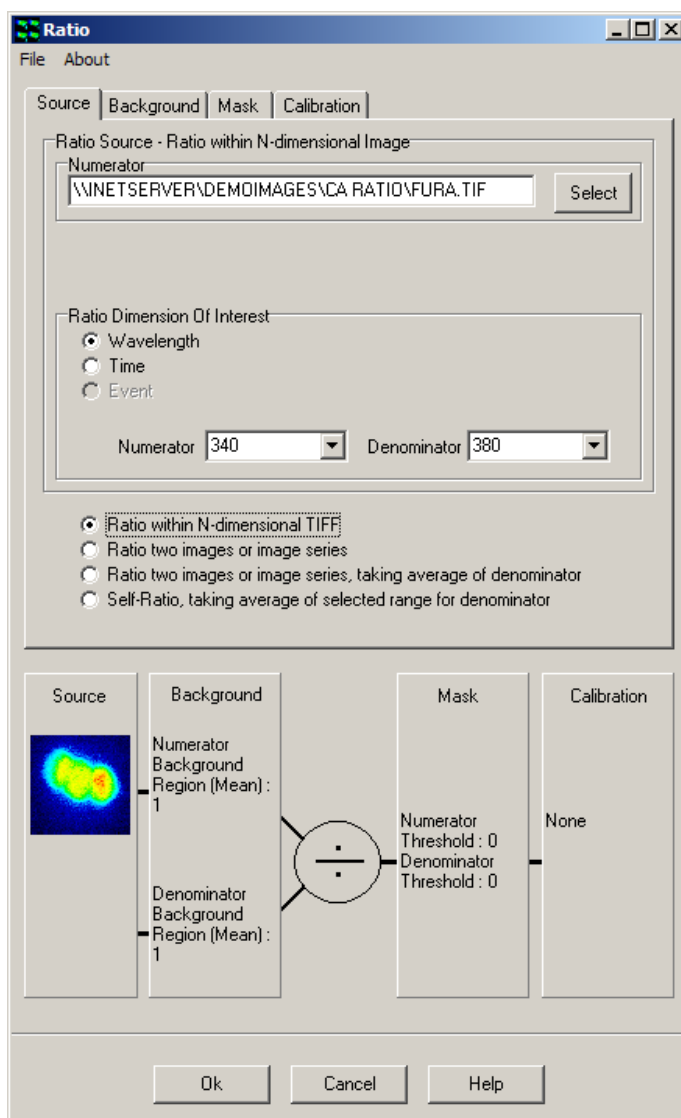 Ratio
File About
Source Background Mask Calibration
Ratio Source - Ratio within N-dimensional Image
Numerator
\\INETSERVER\DEMOIMAGES\CA RATIO\FURA.TIF Select
Ratio Dimension Of Interest
Wavelength
Time
Event
Numerator 340 Denominator 380
Ratio within N-dimensional TIFF
Ratio two images or image series
Ratio two images or image series, taking average of denominator
Self-Ratio, taking average of selected range for denominator
Source
Background
Numerator
Background
Region (Mean) :
1
Denominator
Background
Region (Mean) :
1
Mask
Numerator
Threshold : 0
Denominator
Threshold : 0
Calibration
None
Ok Cancel Help